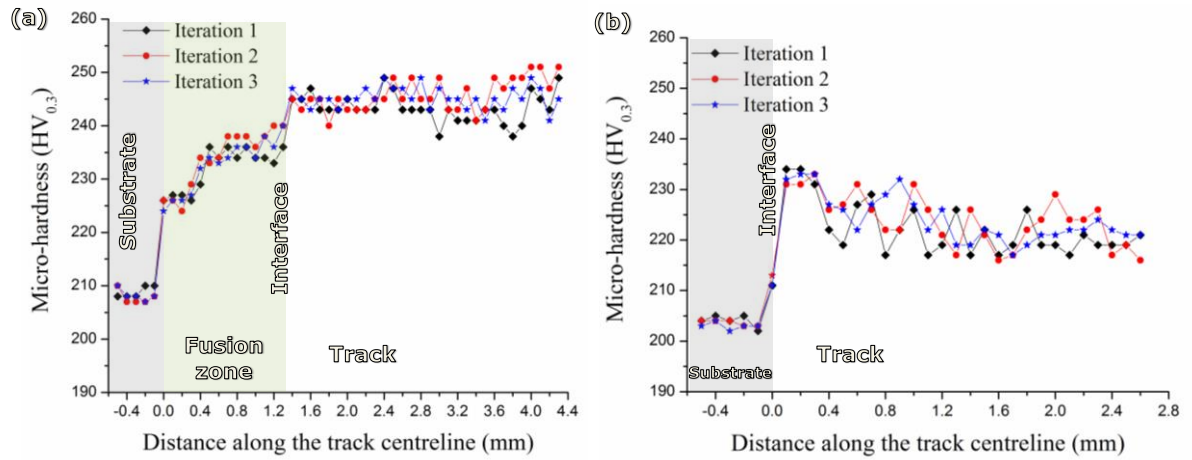 (a)
260
250
240
230
220
210
200
190
Micro-hardness (HV0.3)
Iteration 1
Iteration 2
Iteration 3
Substrate
Interface
Fusion
zone
Track
-0.4 0.0 0.4 0.8 1.2 1.6 2.0 2.4 2.8 3.2 3.6 4.0 4.4
Distance along the track centreline (mm)
(b)
260
250
240
230
220
210
200
190
Micro-hardness (HV0.3)
Iteration 1
Iteration 2
Iteration 3
Interface
Substrate
Track
-0.4 0.0 0.4 0.8 1.2 1.6 2.0 2.4 2.8
Distance along the track centreline (mm)